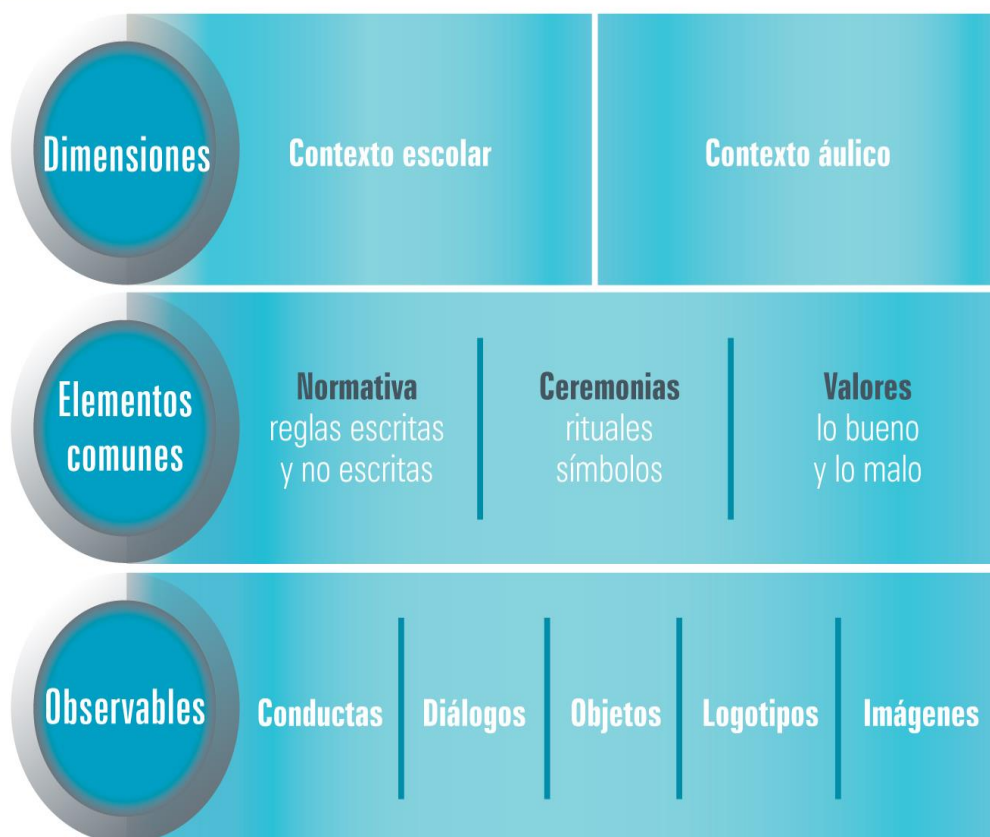 Dimensiones
Contexto escolar
Contexto áulico
Elementos
comunes
Normativa
reglas escritas
y no escritas
Ceremonias
rituales
símbolos
Valores
lo bueno
y lo malo
Observables
Conductas
Diálogos
Objetos
Logotipos
Imágenes